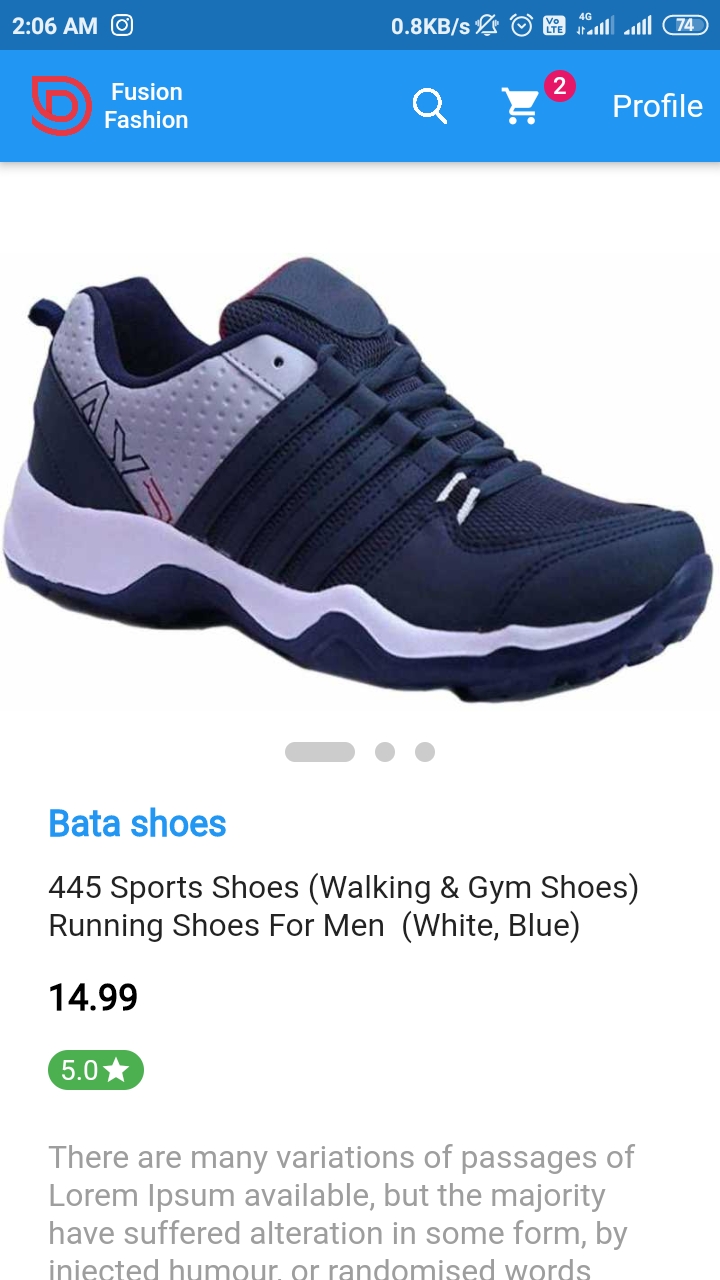 2:06 AM 0.8KB/s 4G Vo LTE 74
Fusion
Fashion
2
Profile
Bata shoes
445 Sports Shoes (Walking & Gym Shoes)
Running Shoes For Men  (White, Blue)
14.99
5.0
There are many variations of passages of
Lorem Ipsum available, but the majority
have suffered alteration in some form, by
injected humour, or randomised words